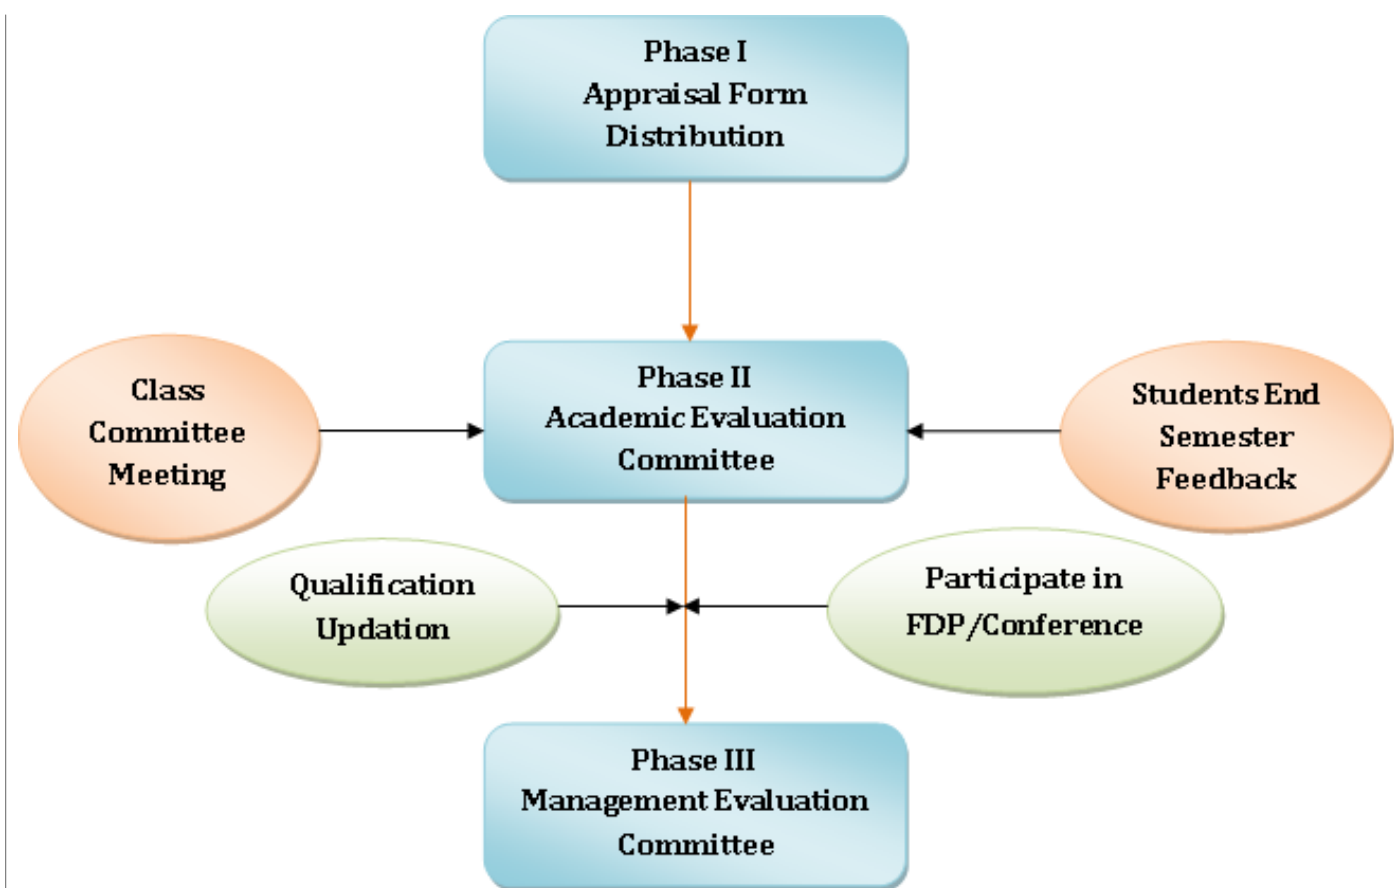 Phase I
Appraisal Form
Distribution
Class
Committee
Meeting
Phase II
Academic Evaluation
Committee
Students End
Semester
Feedback
Qualification
Updation
Participate in
FDP/Conference
Phase III
Management Evaluation
Committee